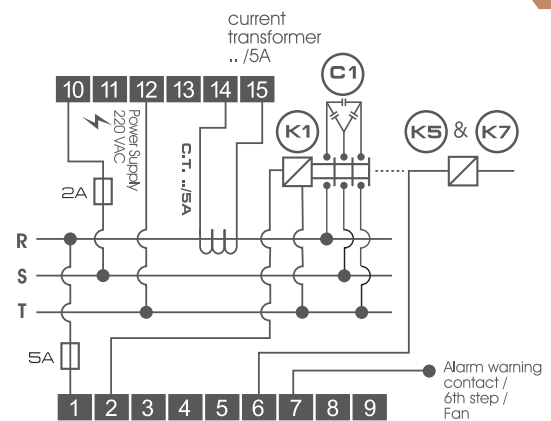 current
transformer
.. /5A
10 11 12 13 14 15
C1
K1
K5 & K7
Power Supply
220 VAC
C.T. ../5A
2A
R
S
T
5A
1 2 3 4 5 6 7 8 9
Alarm warning
contact /
6th step /
Fan